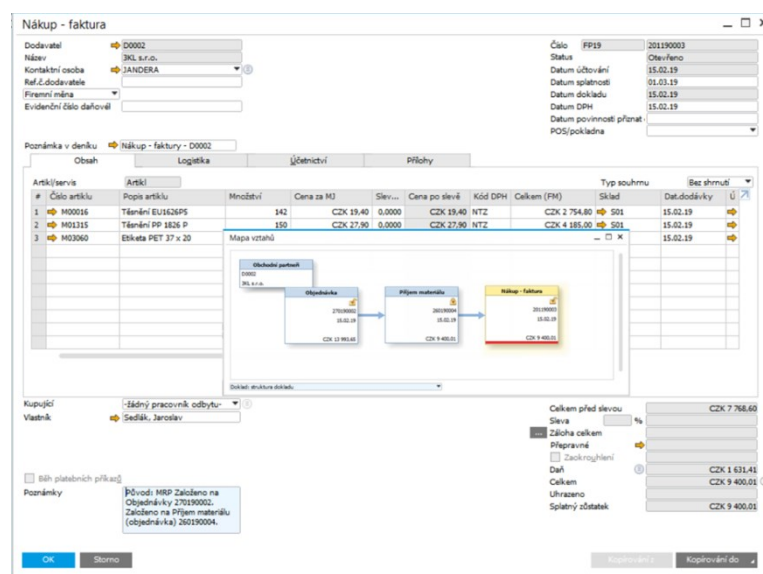 Nákup - faktura
Dodavatel D0002
Název 3KL s.r.o.
Kontaktní osoba JANDERA
Ref.č.dodavatele
Firemní měna
Evidenční číslo daňovél
Poznámka v deníku Nákup - faktury - D0002
Číslo FP19 201190003
Status Otevřeno
Datum účtování 15.02.19
Datum splatnosti 01.03.19
Datum dokladu 15.02.19
Datum DPH 15.02.19
Datum povinnosti přiznat
POS/pokladna
Obsah Logistika Účetnictví Přílohy
Artikl/servis Artikl Typ souhrnu Bez shrnutí
# Číslo artiklu Popis artiklu Množství Cena za MJ Slev... Cena po slevě Kód DPH Celkem (FM) Sklad Dat.dodávky Ú
1 M00016 Těsnění EU1626PS 142 CZK 19,40 0,0000 CZK 19,40 NTZ CZK 2 754,80 S01 15.02.19
2 M01315 Těsnění PP 1826 P 150 CZK 27,90 0,0000 CZK 27,90 NTZ CZK 4 185,00 S01 15.02.19
3 M03060 Etiketa PET 37 x 20 15.02.19
Mapa vztahů
Obchodní partneři
D0002
3KL s.r.o.
Objednávka
270190002
15.02.19
CZK 13 993,68
Příjem materiálu
260190004
15.02.19
CZK 9 400,01
Nákup - faktura
201190003
15.02.19
CZK 9 400,01
Doklad: struktura dokladu
Kupující -žádný pracovník odbytu-
Vlastník Sedlák, Jaroslav
Běh platebních příkazů
Poznámky Původ: MRP Založeno na
Objednávky 270190002.
Založeno na Příjem materiálu
(objednávka) 260190004.
Celkem před slevou CZK 7 768,60
Sleva %
... Záloha celkem
Přepravné
Zaokrouhlení
Daň CZK 1 631,41
Celkem CZK 9 400,01
Uhrazeno
Splatný zůstatek CZK 9 400,01
OK Storno Kopírování z Kopírování do